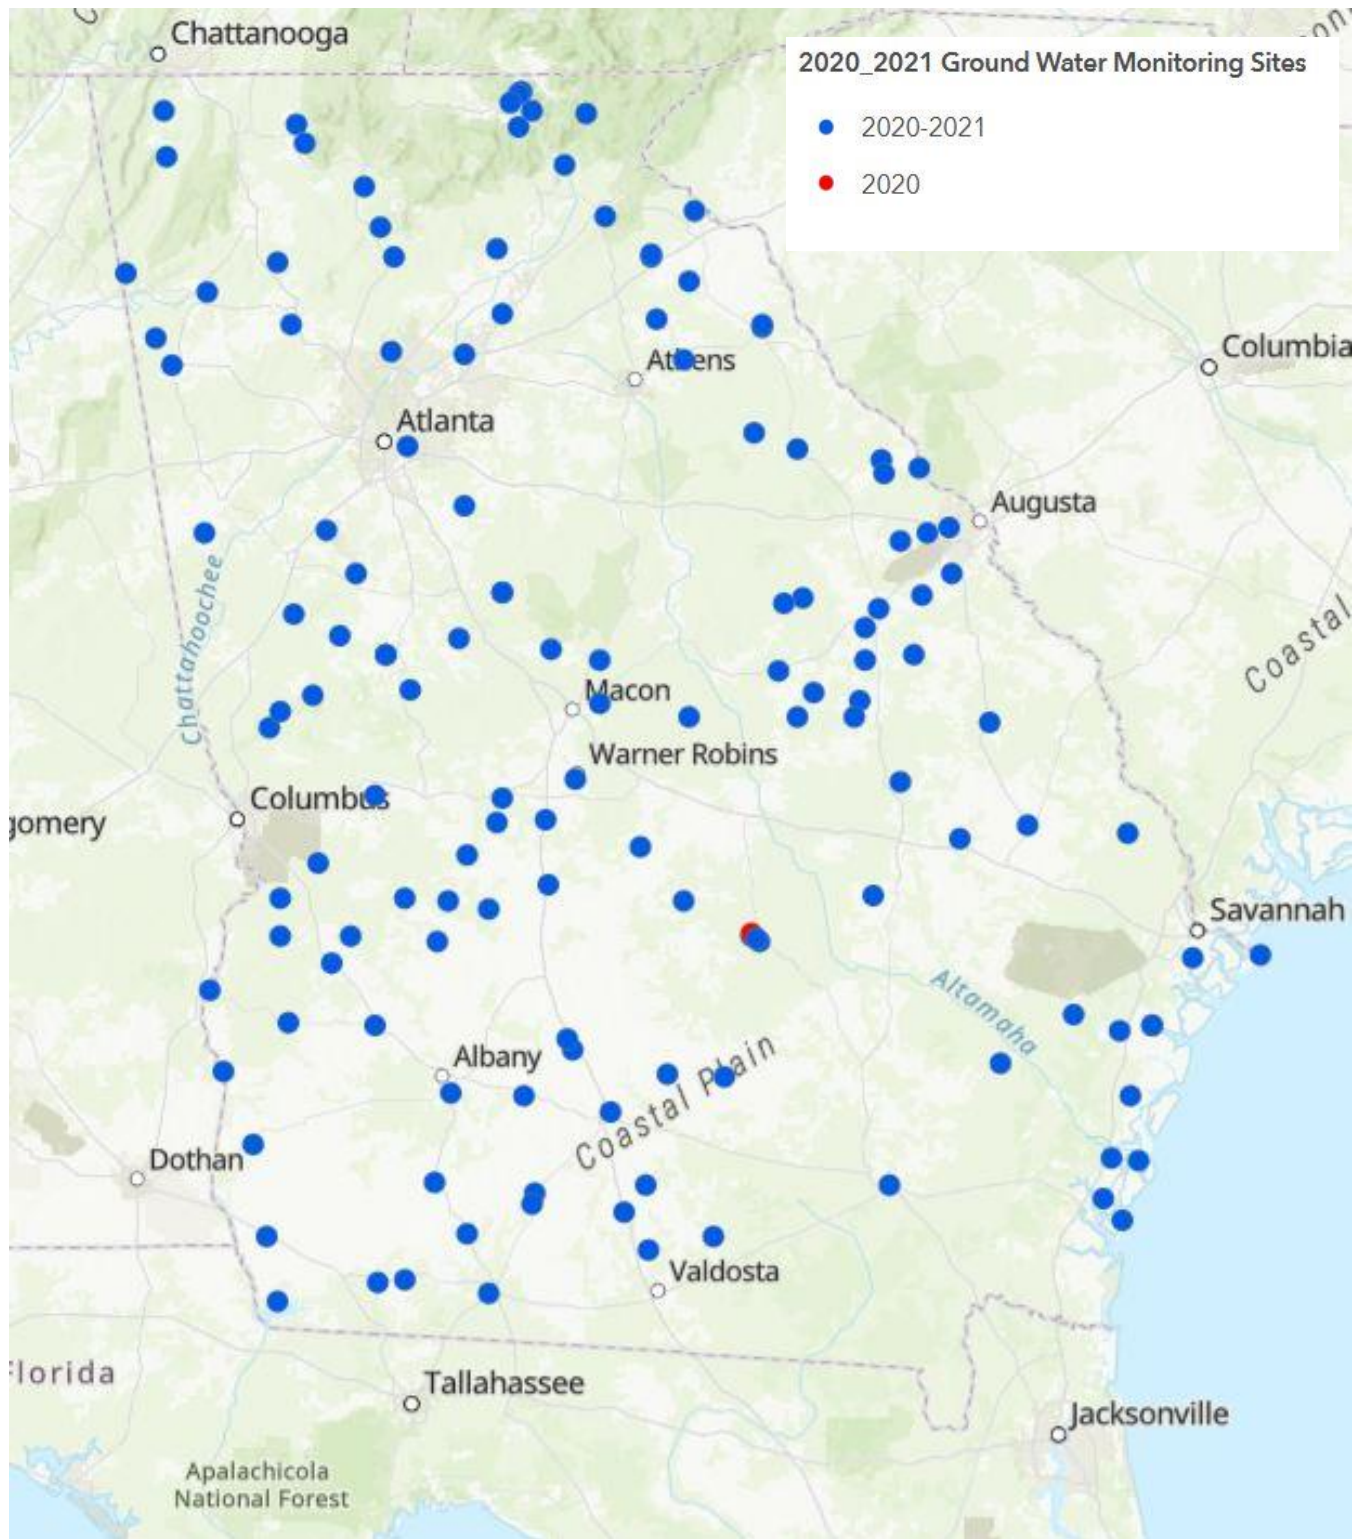 Chattanooga
2020_2021 Ground Water Monitoring Sites
2020-2021
2020
Columbia
Athens
Atlanta
Augusta
Chattahoochee
Coastal
Macon
Warner Robins
Columbus
gomery
Savannah
Altamaha
Albany
Coastal Plain
Dothan
Valdosta
Florida
Tallahassee
Jacksonville
Apalachicola
National Forest